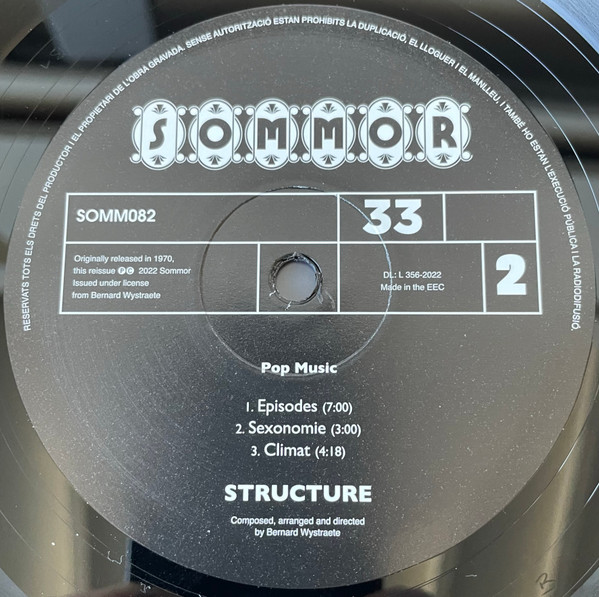 RESERVATS TOTS ELS DRETS DEL PRODUCTOR I EL PROPIETARI DE L'OBRA GRAVADA. SENSE AUTORITZACIÓ ESTAN PROHIBITS LA DUPLICACIÓ, EL LLOGUER I EL MANLLEU, I TAMBÉ HO ESTAN L'EXECUCIÓ PÚBLICA I LA RADIODIFUSIÓ.
SOMMOR
SOMM082
33
Originally released in 1970,
this reissue ℗ © 2022 Sommor
Issued under license
from Bernard Wystraete
DL: L 356-2022
Made in the EEC
2
Pop Music
1. Episodes (7:00)
2. Sexonomie (3:00)
3. Climat (4:18)
STRUCTURE
Composed, arranged and directed
by Bernard Wystraete
B